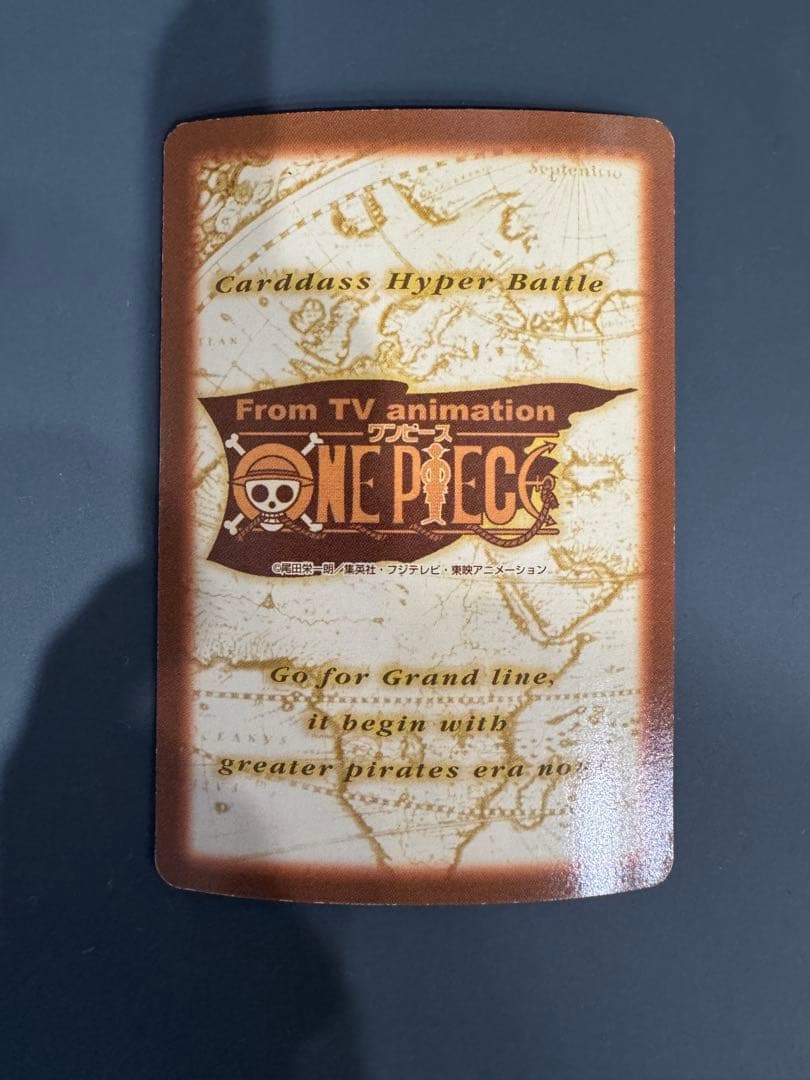 Septentrio
Carddass Hyper Battle
From TV animation
ワンピース
ONE PIECE
©尾田栄一朗／集英社・フジテレビ・東映アニメーション
Go for Grand line,
it begin with
greater pirates era now!